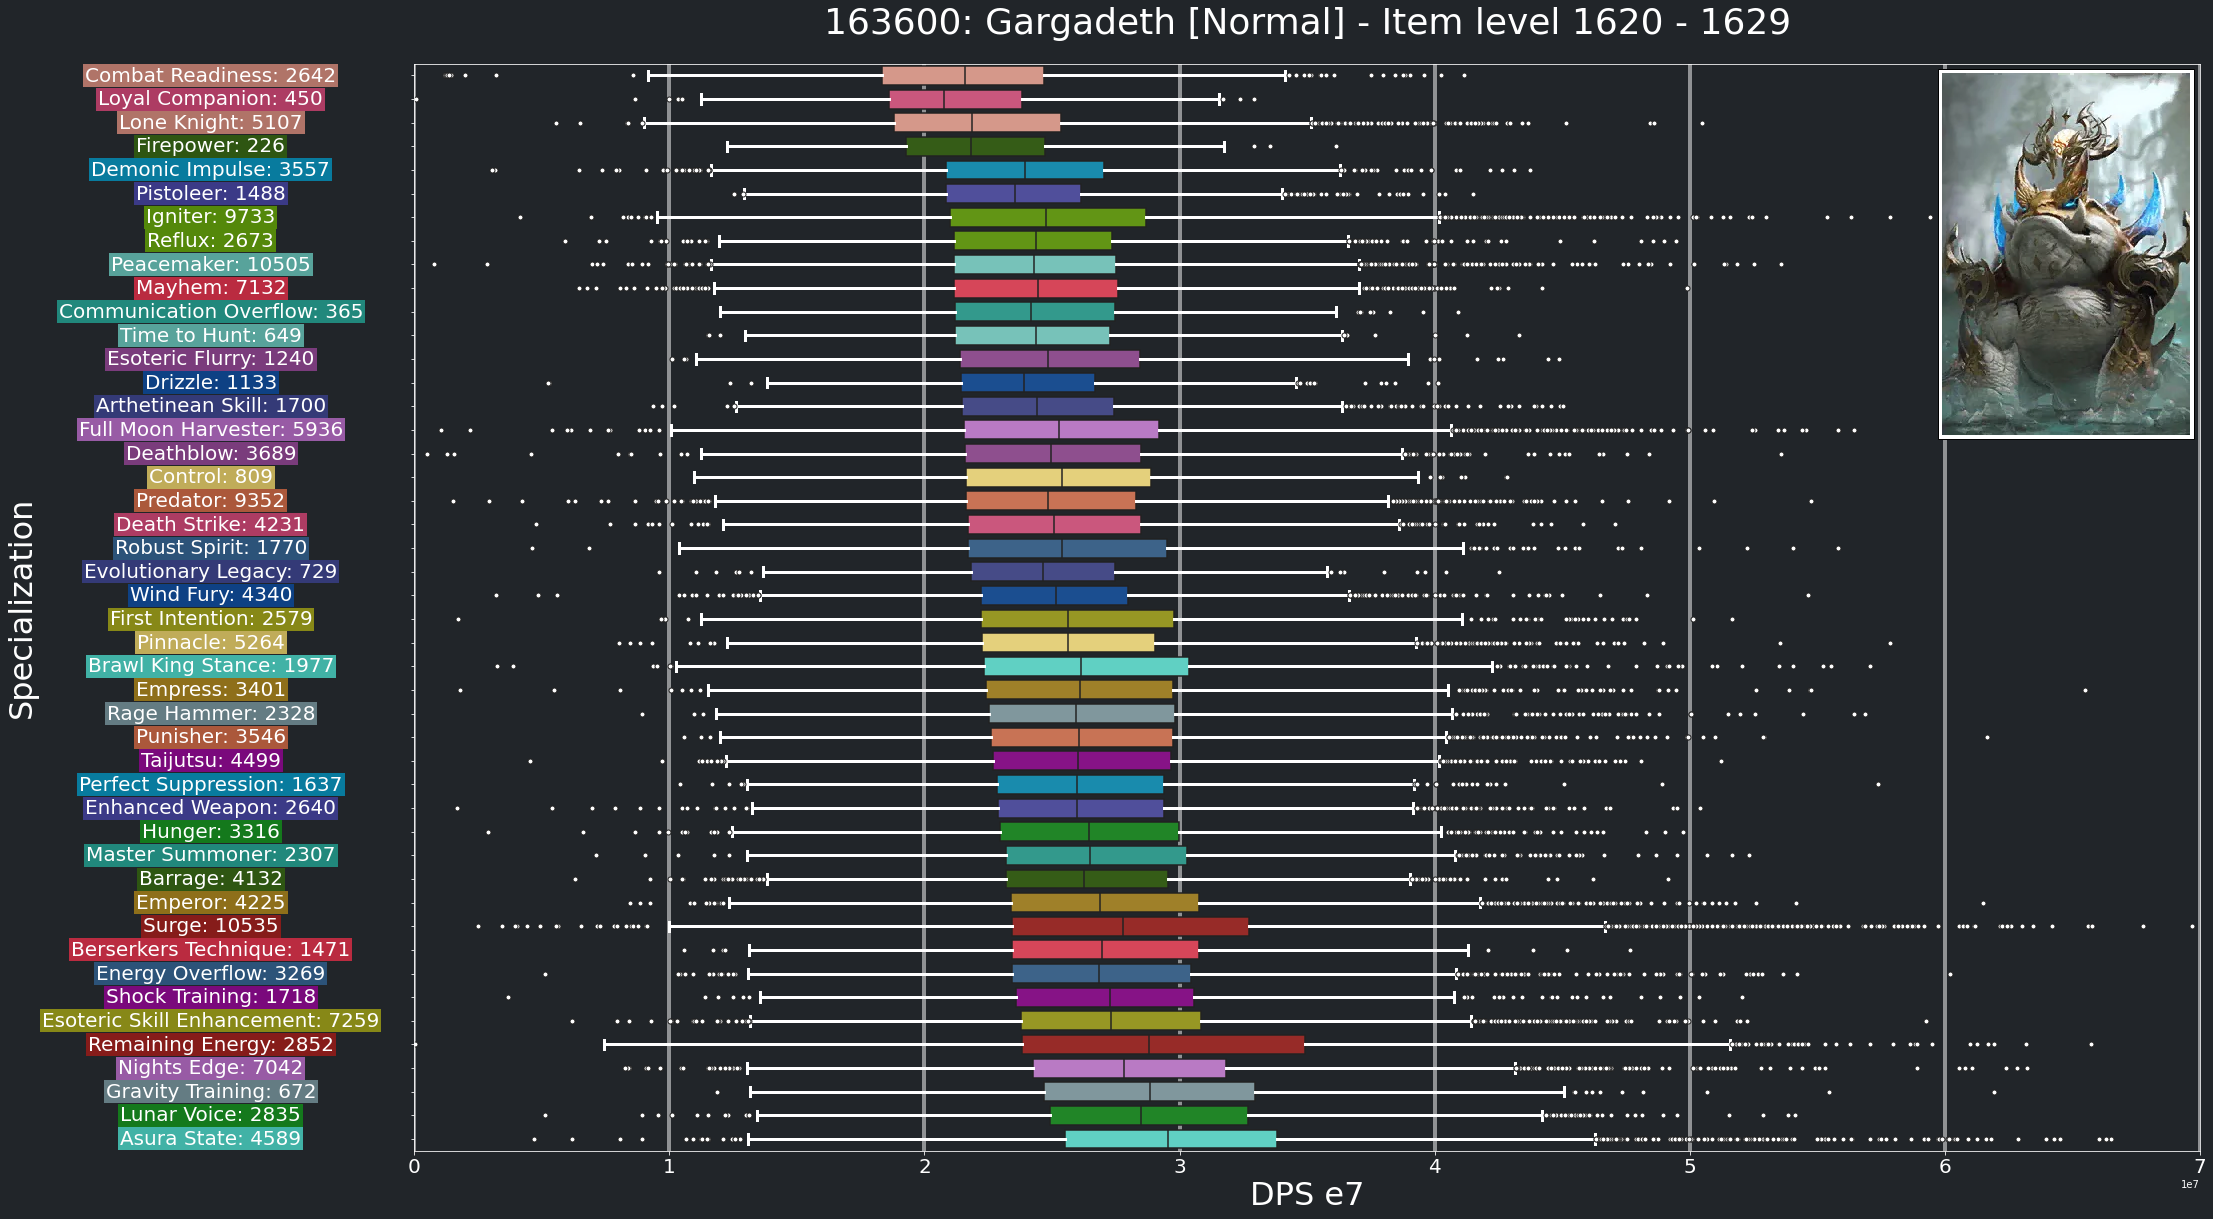 163600: Gargadeth [Normal] - Item level 1620 - 1629
Combat Readiness: 2642
Loyal Companion: 450
Lone Knight: 5107
Firepower: 226
Demonic Impulse: 3557
Pistoleer: 1488
Igniter: 9733
Reflux: 2673
Peacemaker: 10505
Mayhem: 7132
Communication Overflow: 365
Time to Hunt: 649
Esoteric Flurry: 1240
Drizzle: 1133
Arthetinean Skill: 1700
Full Moon Harvester: 5936
Deathblow: 3689
Control: 809
Predator: 9352
Death Strike: 4231
Robust Spirit: 1770
Evolutionary Legacy: 729
Wind Fury: 4340
First Intention: 2579
Pinnacle: 5264
Brawl King Stance: 1977
Empress: 3401
Rage Hammer: 2328
Punisher: 3546
Taijutsu: 4499
Perfect Suppression: 1637
Enhanced Weapon: 2640
Hunger: 3316
Master Summoner: 2307
Barrage: 4132
Emperor: 4225
Surge: 10535
Berserkers Technique: 1471
Energy Overflow: 3269
Shock Training: 1718
Esoteric Skill Enhancement: 7259
Remaining Energy: 2852
Nights Edge: 7042
Gravity Training: 672
Lunar Voice: 2835
Asura State: 4589
Specialization
0 1 2 3 4 5 6 7
1e7
DPS e7